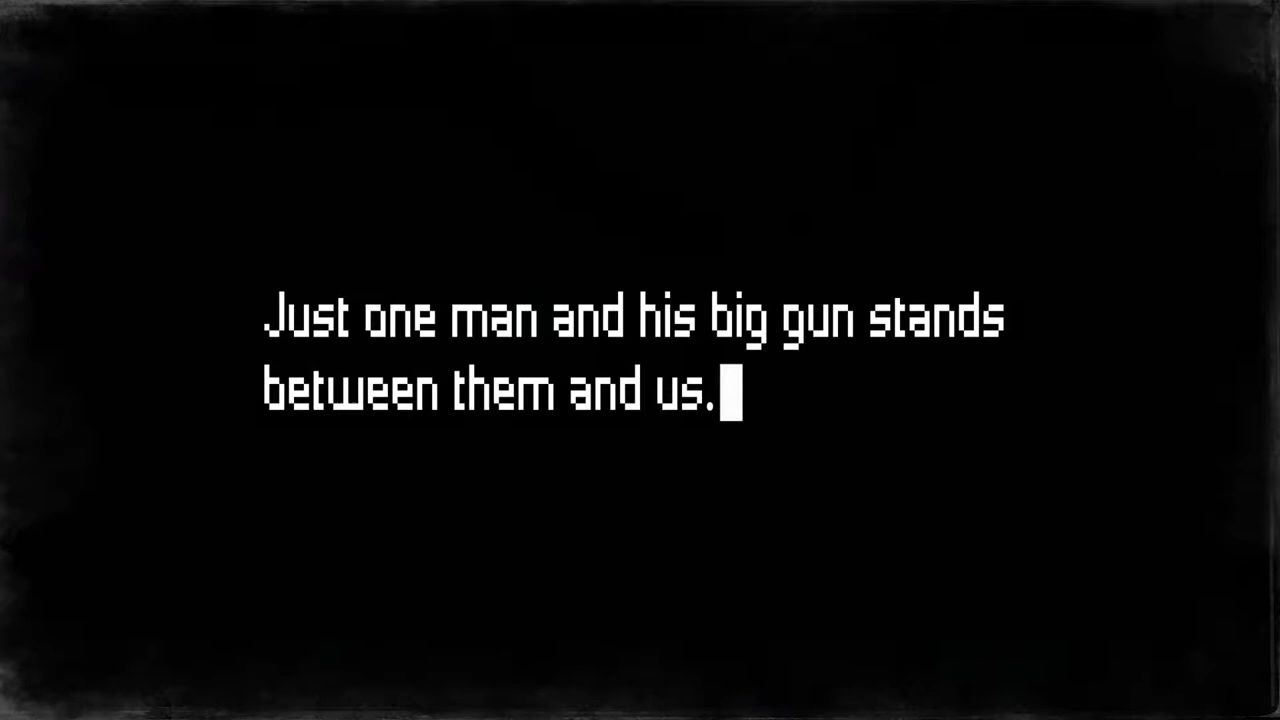 Just one man and his big gun stands
between them and us.